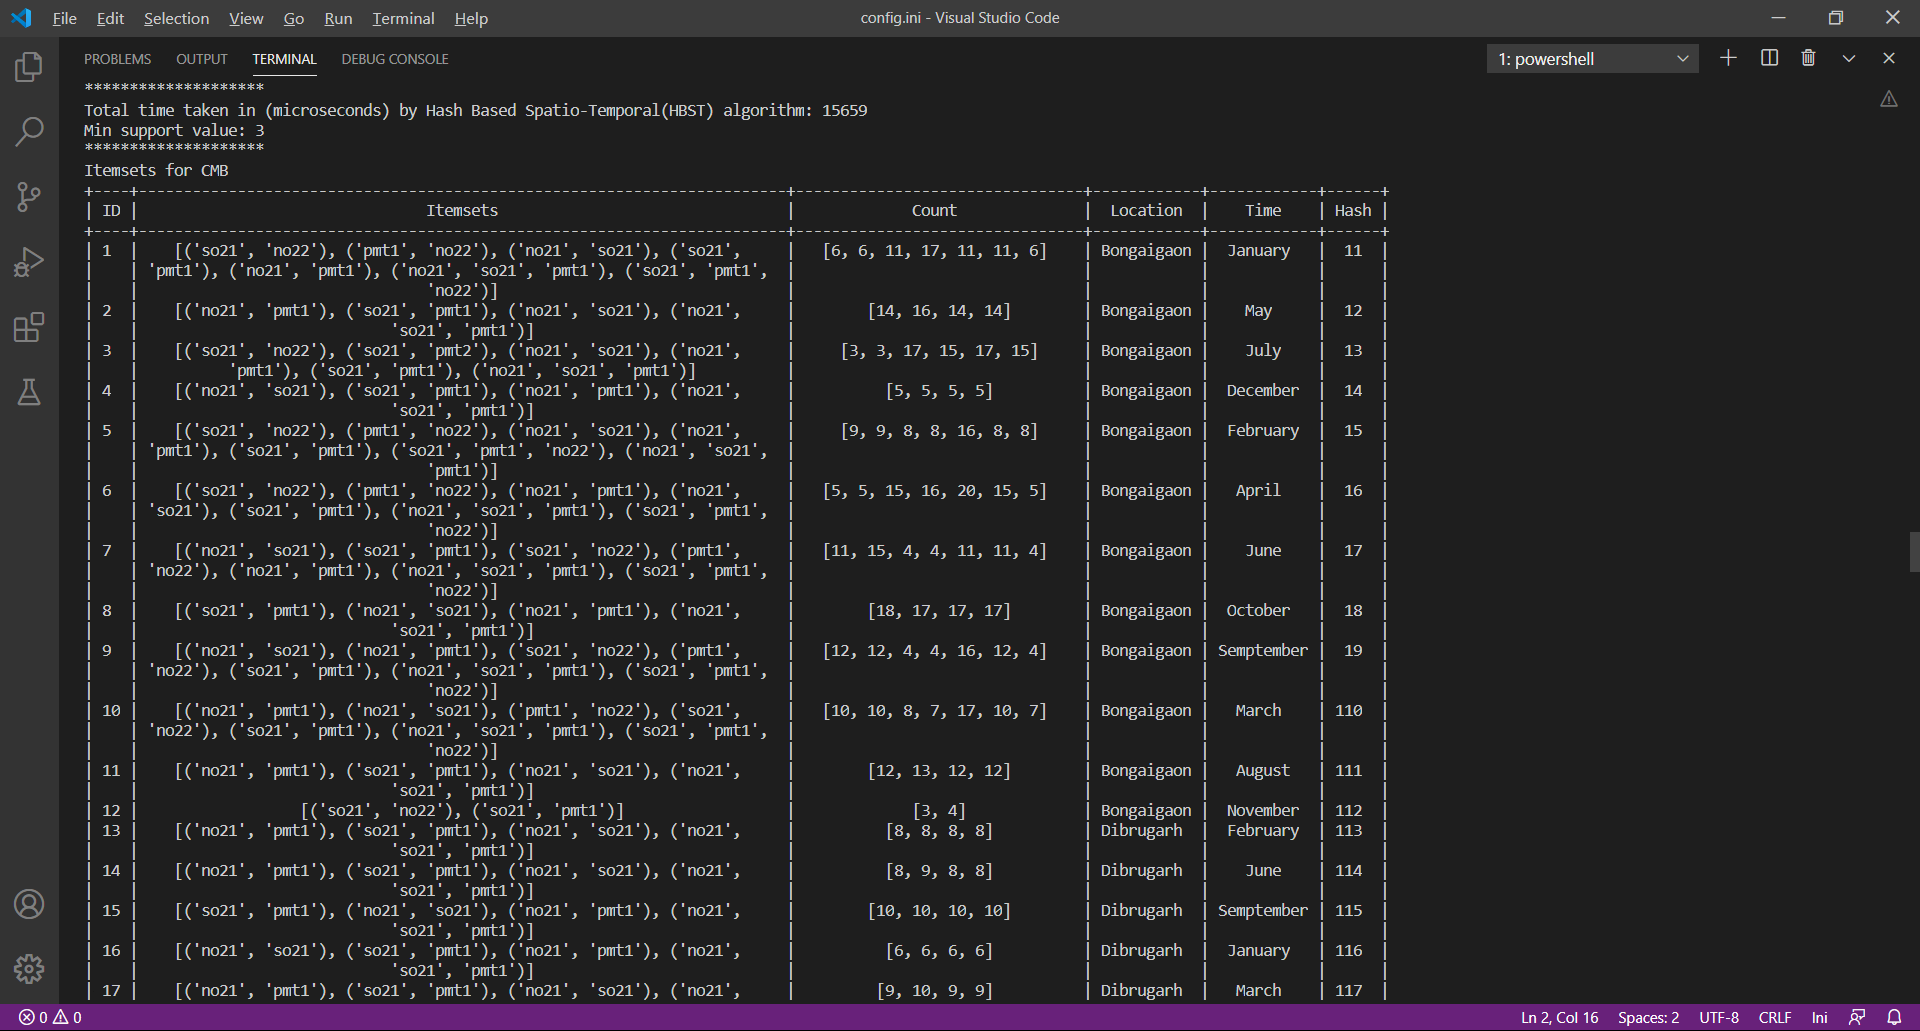 File Edit Selection View Go Run Terminal Help
config.ini - Visual Studio Code
PROBLEMS OUTPUT TERMINAL DEBUG CONSOLE
1: powershell
********************
Total time taken in (microseconds) by Hash Based Spatio-Temporal(HBST) algorithm: 15659
Min support value: 3
********************
Itemsets for CMB
+----+------------------------------------------------------------------------+--------------------------------+------------+------------+------+
| ID | Itemsets | Count | Location | Time | Hash |
+----+------------------------------------------------------------------------+--------------------------------+------------+------------+------+
| 1 | [('so21', 'no22'), ('pmt1', 'no22'), ('no21', 'so21'), ('so21', | [6, 6, 11, 17, 11, 11, 6] | Bongaigaon | January | 11 |
| | 'pmt1'), ('no21', 'pmt1'), ('no21', 'so21', 'pmt1'), ('so21', 'pmt1', | | | | |
| | 'no22')] | | | | |
| 2 | [('no21', 'pmt1'), ('so21', 'pmt1'), ('no21', 'so21'), ('no21', | [14, 16, 14, 14] | Bongaigaon | May | 12 |
| | 'so21', 'pmt1')] | | | | |
| 3 | [('so21', 'no22'), ('so21', 'pmt2'), ('no21', 'so21'), ('no21', | [3, 3, 17, 15, 17, 15] | Bongaigaon | July | 13 |
| | 'pmt1'), ('so21', 'pmt1'), ('no21', 'so21', 'pmt1')] | | | | |
| 4 | [('no21', 'so21'), ('so21', 'pmt1'), ('no21', 'pmt1'), ('no21', | [5, 5, 5, 5] | Bongaigaon | December | 14 |
| | 'so21', 'pmt1')] | | | | |
| 5 | [('so21', 'no22'), ('pmt1', 'no22'), ('no21', 'so21'), ('no21', | [9, 9, 8, 8, 16, 8, 8] | Bongaigaon | February | 15 |
| | 'pmt1'), ('so21', 'pmt1'), ('so21', 'pmt1', 'no22'), ('no21', 'so21', | | | | |
| | 'pmt1')] | | | | |
| 6 | [('so21', 'no22'), ('pmt1', 'no22'), ('no21', 'pmt1'), ('no21', | [5, 5, 15, 16, 20, 15, 5] | Bongaigaon | April | 16 |
| | 'so21'), ('so21', 'pmt1'), ('no21', 'so21', 'pmt1'), ('so21', 'pmt1', | | | | |
| | 'no22')] | | | | |
| 7 | [('no21', 'so21'), ('so21', 'pmt1'), ('so21', 'no22'), ('pmt1', | [11, 15, 4, 4, 11, 11, 4] | Bongaigaon | June | 17 |
| | 'no22'), ('no21', 'pmt1'), ('no21', 'so21', 'pmt1'), ('so21', 'pmt1', | | | | |
| | 'no22')] | | | | |
| 8 | [('so21', 'pmt1'), ('no21', 'so21'), ('no21', 'pmt1'), ('no21', | [18, 17, 17, 17] | Bongaigaon | October | 18 |
| | 'so21', 'pmt1')] | | | | |
| 9 | [('no21', 'so21'), ('no21', 'pmt1'), ('so21', 'no22'), ('pmt1', | [12, 12, 4, 4, 16, 12, 4] | Bongaigaon | Semptember | 19 |
| | 'no22'), ('so21', 'pmt1'), ('no21', 'so21', 'pmt1'), ('so21', 'pmt1', | | | | |
| | 'no22')] | | | | |
| 10 | [('no21', 'pmt1'), ('no21', 'so21'), ('pmt1', 'no22'), ('so21', | [10, 10, 8, 7, 17, 10, 7] | Bongaigaon | March | 110 |
| | 'no22'), ('so21', 'pmt1'), ('no21', 'so21', 'pmt1'), ('so21', 'pmt1', | | | | |
| | 'no22')] | | | | |
| 11 | [('no21', 'pmt1'), ('so21', 'pmt1'), ('no21', 'so21'), ('no21', | [12, 13, 12, 12] | Bongaigaon | August | 111 |
| | 'so21', 'pmt1')] | | | | |
| 12 | [('so21', 'no22'), ('so21', 'pmt1')] | [3, 4] | Bongaigaon | November | 112 |
| 13 | [('no21', 'pmt1'), ('so21', 'pmt1'), ('no21', 'so21'), ('no21', | [8, 8, 8, 8] | Dibrugarh | February | 113 |
| | 'so21', 'pmt1')] | | | | |
| 14 | [('no21', 'pmt1'), ('so21', 'pmt1'), ('no21', 'so21'), ('no21', | [8, 9, 8, 8] | Dibrugarh | June | 114 |
| | 'so21', 'pmt1')] | | | | |
| 15 | [('so21', 'pmt1'), ('no21', 'so21'), ('no21', 'pmt1'), ('no21', | [10, 10, 10, 10] | Dibrugarh | Semptember | 115 |
| | 'so21', 'pmt1')] | | | | |
| 16 | [('no21', 'so21'), ('so21', 'pmt1'), ('no21', 'pmt1'), ('no21', | [6, 6, 6, 6] | Dibrugarh | January | 116 |
| | 'so21', 'pmt1')] | | | | |
| 17 | [('no21', 'pmt1'), ('so21', 'pmt1'), ('no21', 'so21'), ('no21', | [9, 10, 9, 9] | Dibrugarh | March | 117 |
0 0 Ln 2, Col 16 Spaces: 2 UTF-8 CRLF Ini